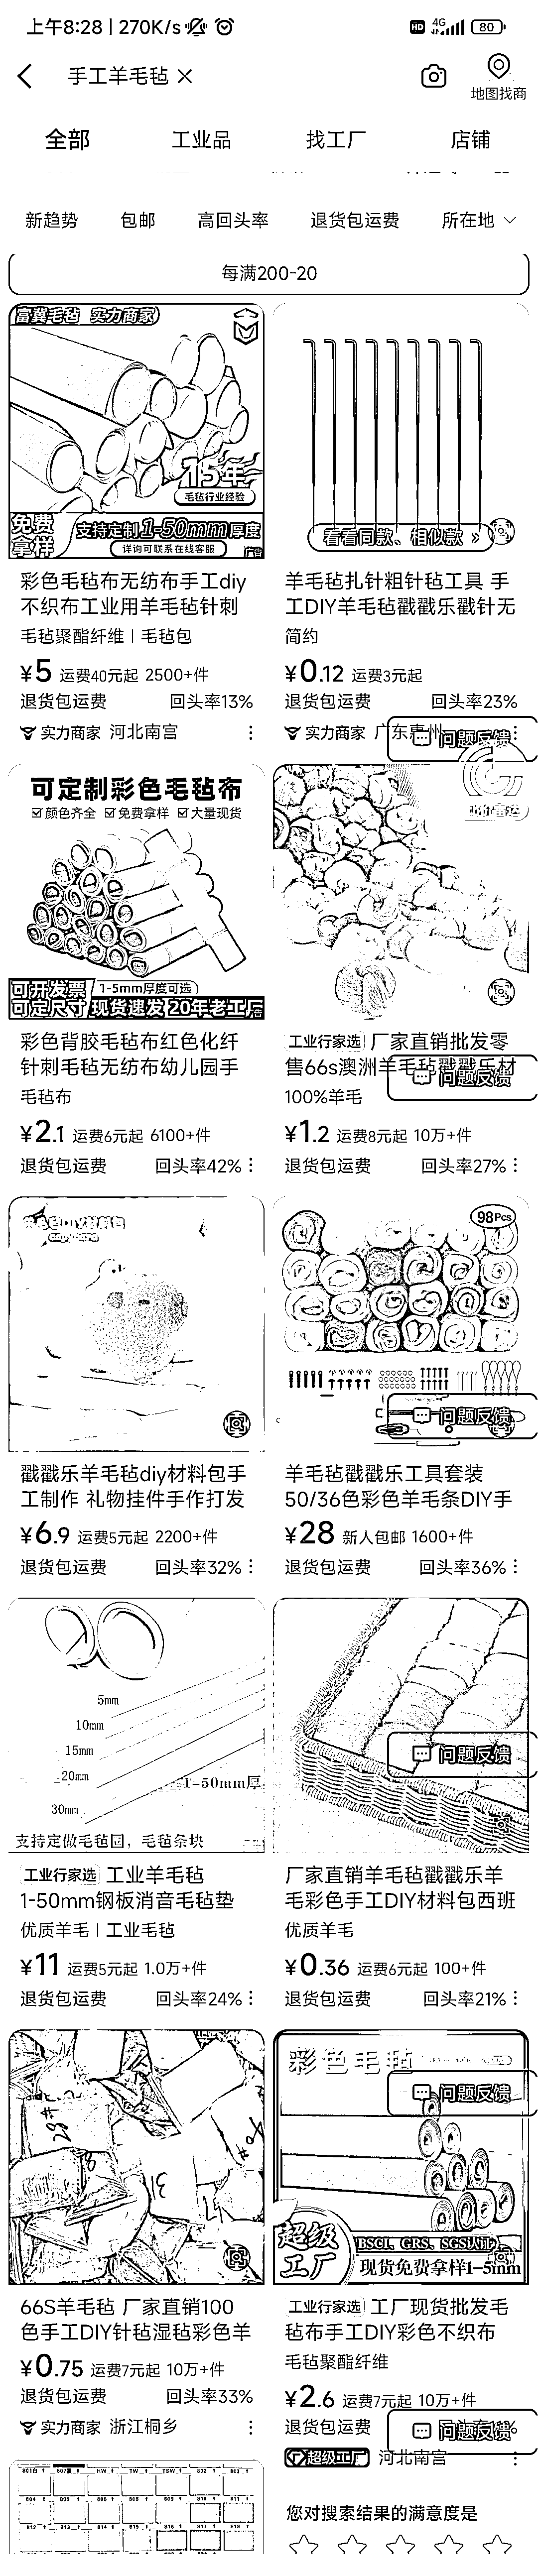 上午8:28 | 270K/s
HD 4G 80
手工羊毛毡 ×
地图找商
全部 工业品 找工厂 店铺
新趋势 包邮 高回头率 退货包运费 所在地
每满200-20
富冀毛毡 实力商家
15年
毛毡行业经验
免费拿样
支持定制1-50mm厚度
详询可联系在线客服
广告
彩色毛毡布无纺布手工diy
不织布工业用羊毛毡针刺
毛毡聚酯纤维 | 毛毡包
¥5 运费40元起 2500+件
退货包运费 回头率13%
实力商家 河北南宫
看看同款、相似款 >
羊毛毡扎针粗针毡工具 手
工DIY羊毛毡戳戳乐戳针无
简约
¥0.12 运费3元起
退货包运费 回头率23%
实力商家 广东惠州
问题反馈
可定制彩色毛毡布
颜色齐全 免费拿样 大量现货
可开发票
可定尺寸
1-5mm厚度可选
现货速发20年老工厂
彩色背胶毛毡布红色化纤
针刺毛毡无纺布幼儿园手
毛毡布
¥2.1 运费6元起 6100+件
退货包运费 回头率42%
工业行家选 厂家直销批发零
售66s澳洲羊毛毡戳戳乐材
问题反馈
100%羊毛
¥1.2 运费8元起 10万+件
退货包运费 回头率27%
戳戳乐羊毛毡diy材料包手
工制作 礼物挂件手作打发
¥6.9 运费5元起 2200+件
退货包运费 回头率32%
98Pcs
问题反馈
羊毛毡戳戳乐工具套装
50/36色彩色羊毛条DIY手
¥28 新人包邮 1600+件
退货包运费 回头率36%
5mm
10mm
15mm
20mm
30mm
1-50mm厚
支持定做毛毡圆，毛毡条块
工业行家选 工业羊毛毡
1-50mm钢板消音毛毡垫
优质羊毛 | 工业毛毡
¥11 运费5元起 1.0万+件
退货包运费 回头率24%
问题反馈
厂家直销羊毛毡戳戳乐羊
毛彩色手工DIY材料包西班
优质羊毛
¥0.36 运费6元起 100+件
退货包运费 回头率21%
66S羊毛毡 厂家直销100
色手工DIY针毡湿毡彩色羊
¥0.75 运费7元起 10万+件
退货包运费 回头率33%
实力商家 浙江桐乡
彩色毛毡
问题反馈
超级工厂
BSCI、GRS、SGS认证
现货免费拿样1-5mm
工业行家选 工厂现货批发毛
毡布手工DIY彩色不织布
毛毡聚酯纤维
¥2.6 运费7元起 10万+件
退货包运费
问题反馈
超级工厂 河北南宫
您对搜索结果的满意度是